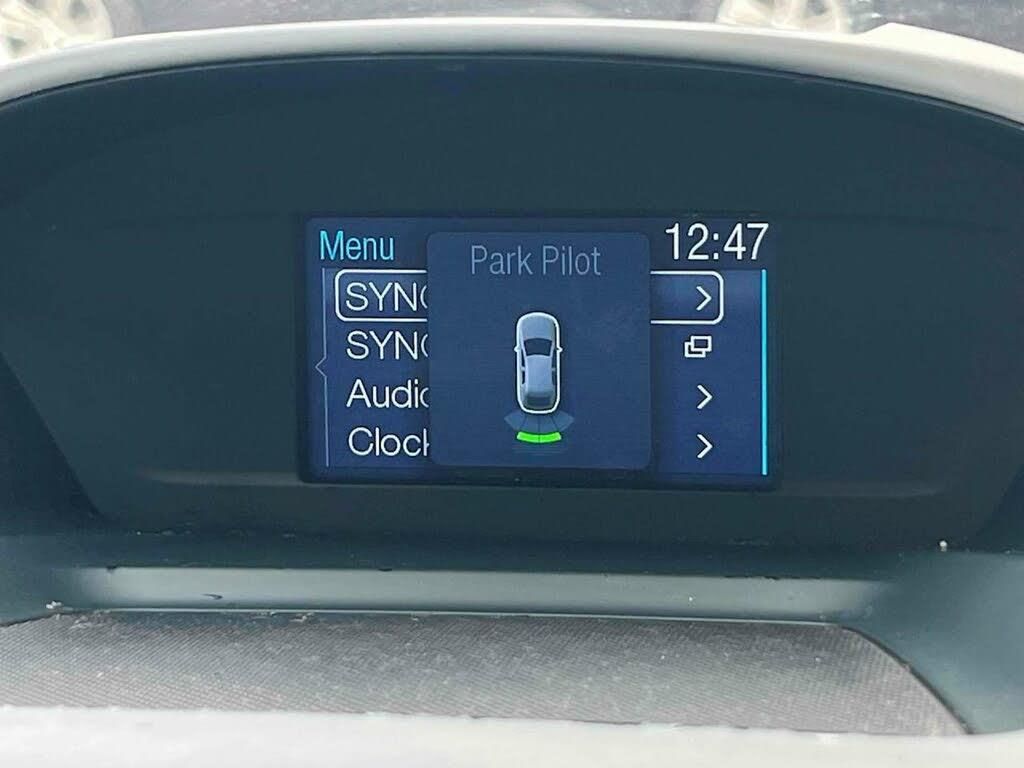 Menu
Park Pilot
12:47
SYNC
SYNC
Audio
Clock